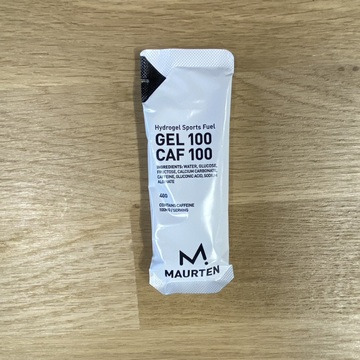 Hydrogel Sports Fuel
GEL 100
CAF 100
INGREDIENTS: WATER, GLUCOSE,
FRUCTOSE, CALCIUM CARBONATE,
CAFFEINE, GLUCONIC ACID, SODIUM
ALGINATE
40G
CONTAINS CAFFEINE
100MG/SERVING
M.
MAURTEN